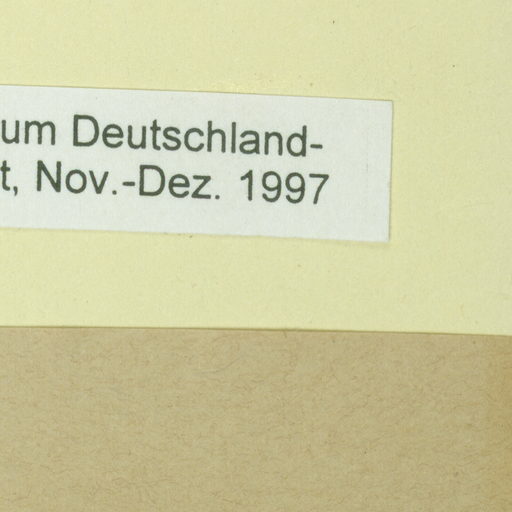 um Deutschland-
t, Nov.-Dez. 1997